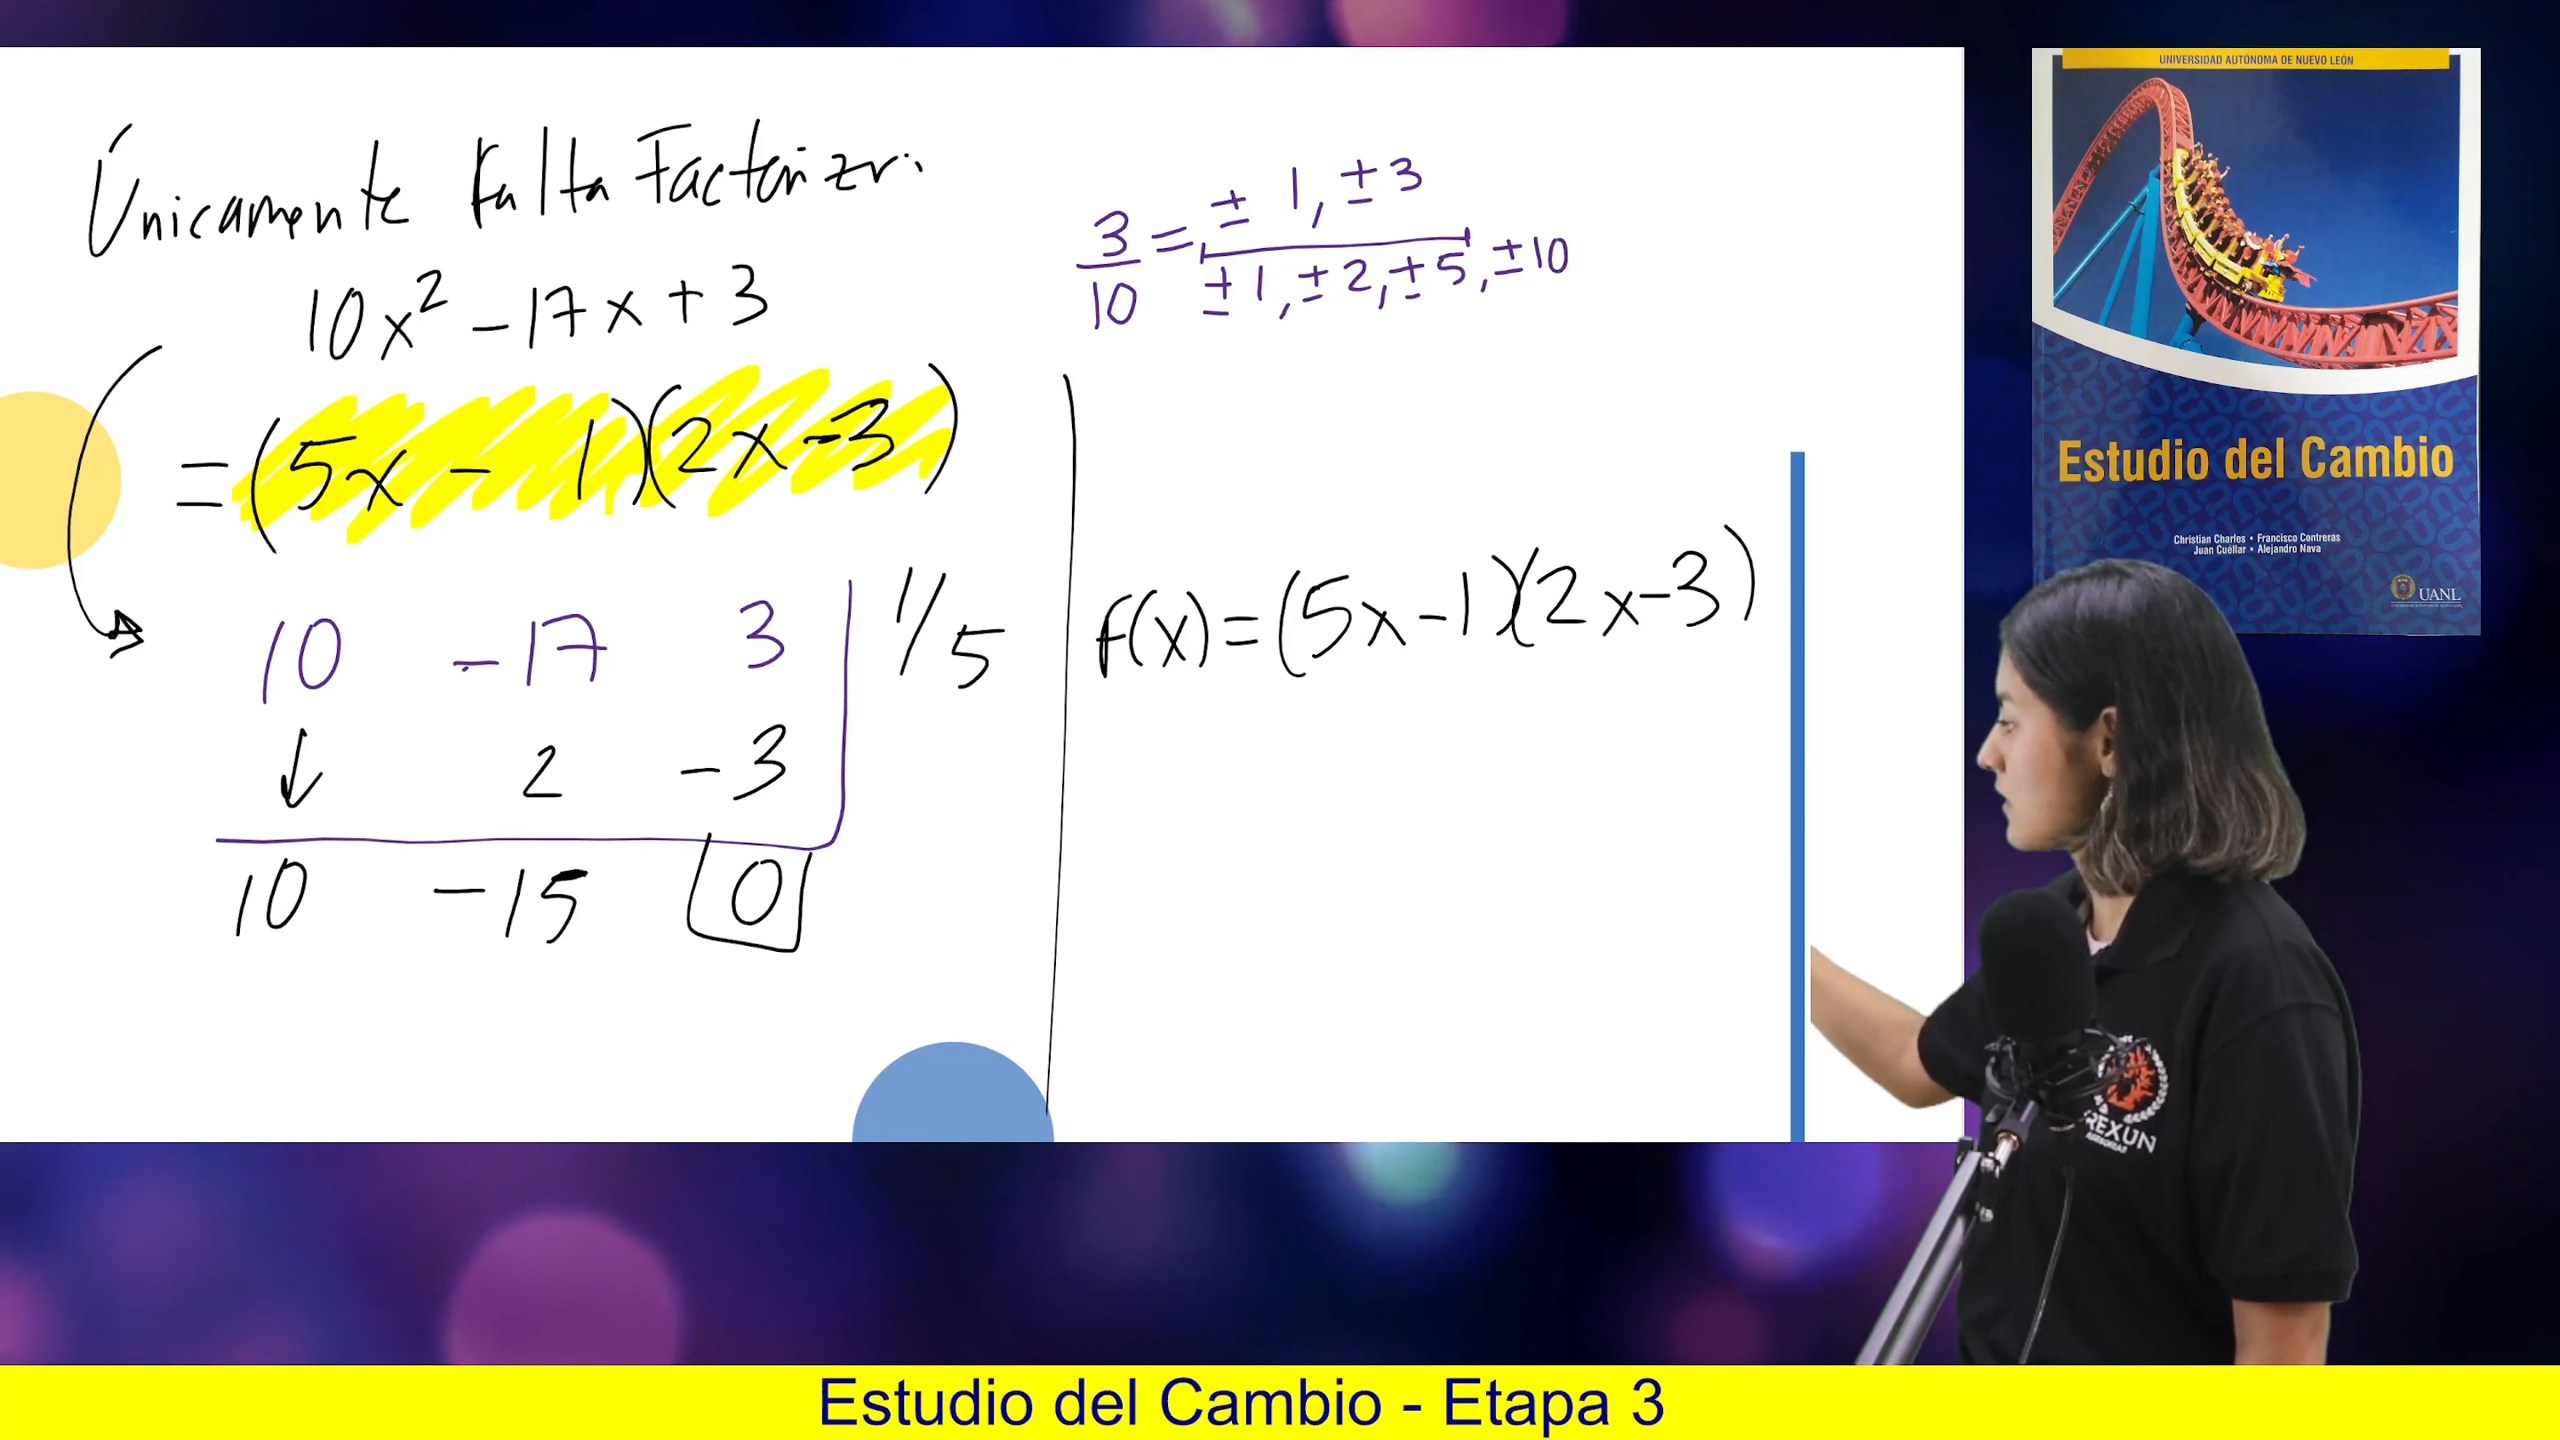 Únicamente Falta Factorizr.
10x² - 17x + 3
= (5x - 1)(2x - 3)
10 -17 3 1/5
↓ 2 -3
10 -15 0
3/10 = ± 1, ± 3 / ± 1, ± 2, ± 5, ± 10
f(x) = (5x - 1)(2x - 3)
UNIVERSIDAD AUTÓNOMA DE NUEVO LEÓN
Estudio del Cambio
Christian Charles • Francisco Contreras
Juan Cuéllar • Alejandro Nava
UANL
REXUN
Estudio del Cambio - Etapa 3